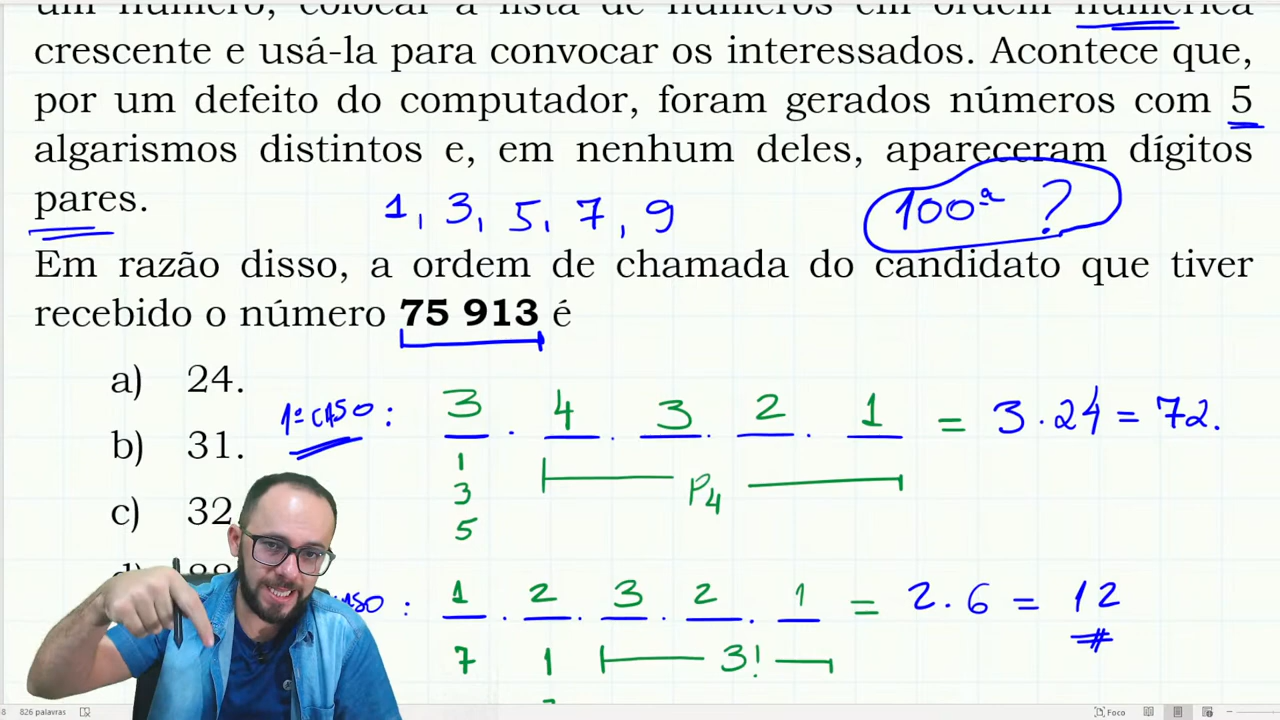 um número, colocar a lista de números em ordem numérica
crescente e usá-la para convocar os interessados. Acontece que,
por um defeito do computador, foram gerados números com 5
algarismos distintos e, em nenhum deles, apareceram dígitos
pares.
1, 3, 5, 7, 9
100ª ?
Em razão disso, a ordem de chamada do candidato que tiver
recebido o número 75 913 é
a) 24.
b) 31.
c) 32
1º CASO : 3 . 4 . 3 . 2 . 1 = 3 . 24 = 72.
1
3
5
P4
ASO : 1 . 2 . 3 . 2 . 1 = 2 . 6 = 12
7 1 3!
826 palavras
Foco